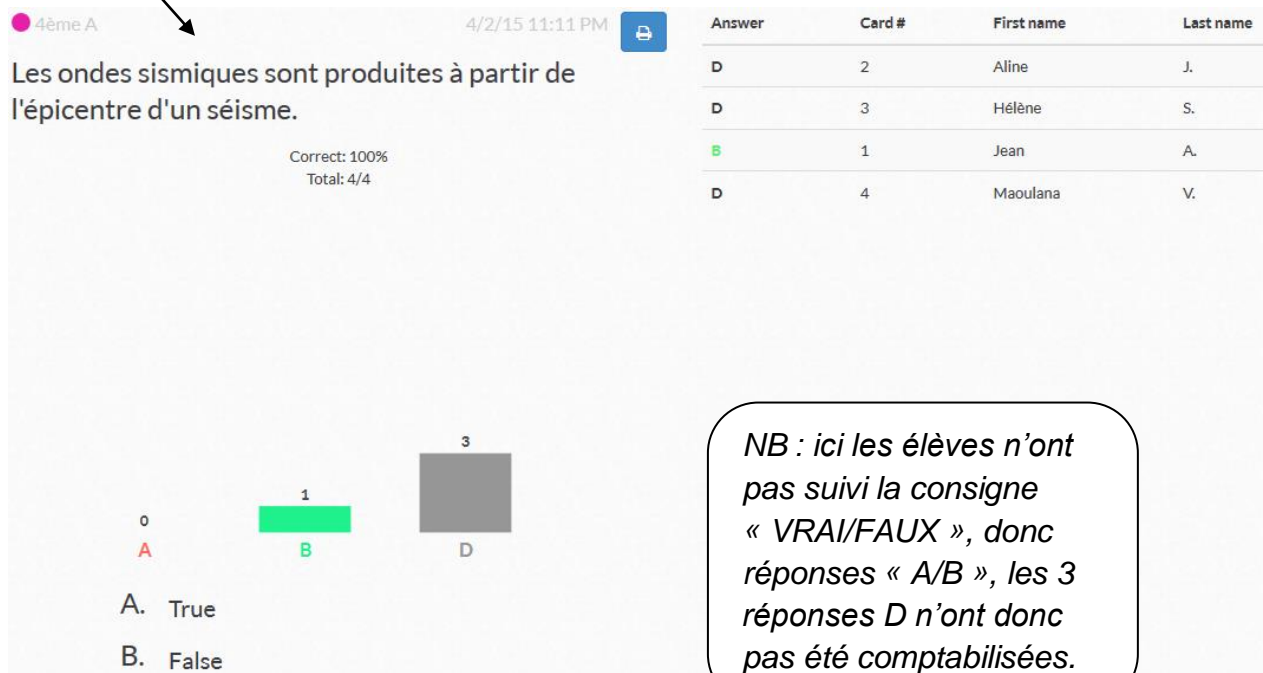 4ème A 4/2/15 11:11 PM
Les ondes sismiques sont produites à partir de
l'épicentre d'un séisme.
Correct: 100%
Total: 4/4
0
A
1
B
3
D
A. True
B. False
Answer Card # First name Last name
D 2 Aline J.
D 3 Hélène S.
B 1 Jean A.
D 4 Maoulana V.
NB : ici les élèves n’ont
pas suivi la consigne
« VRAI/FAUX », donc
réponses « A/B », les 3
réponses D n’ont donc
pas été comptabilisées.